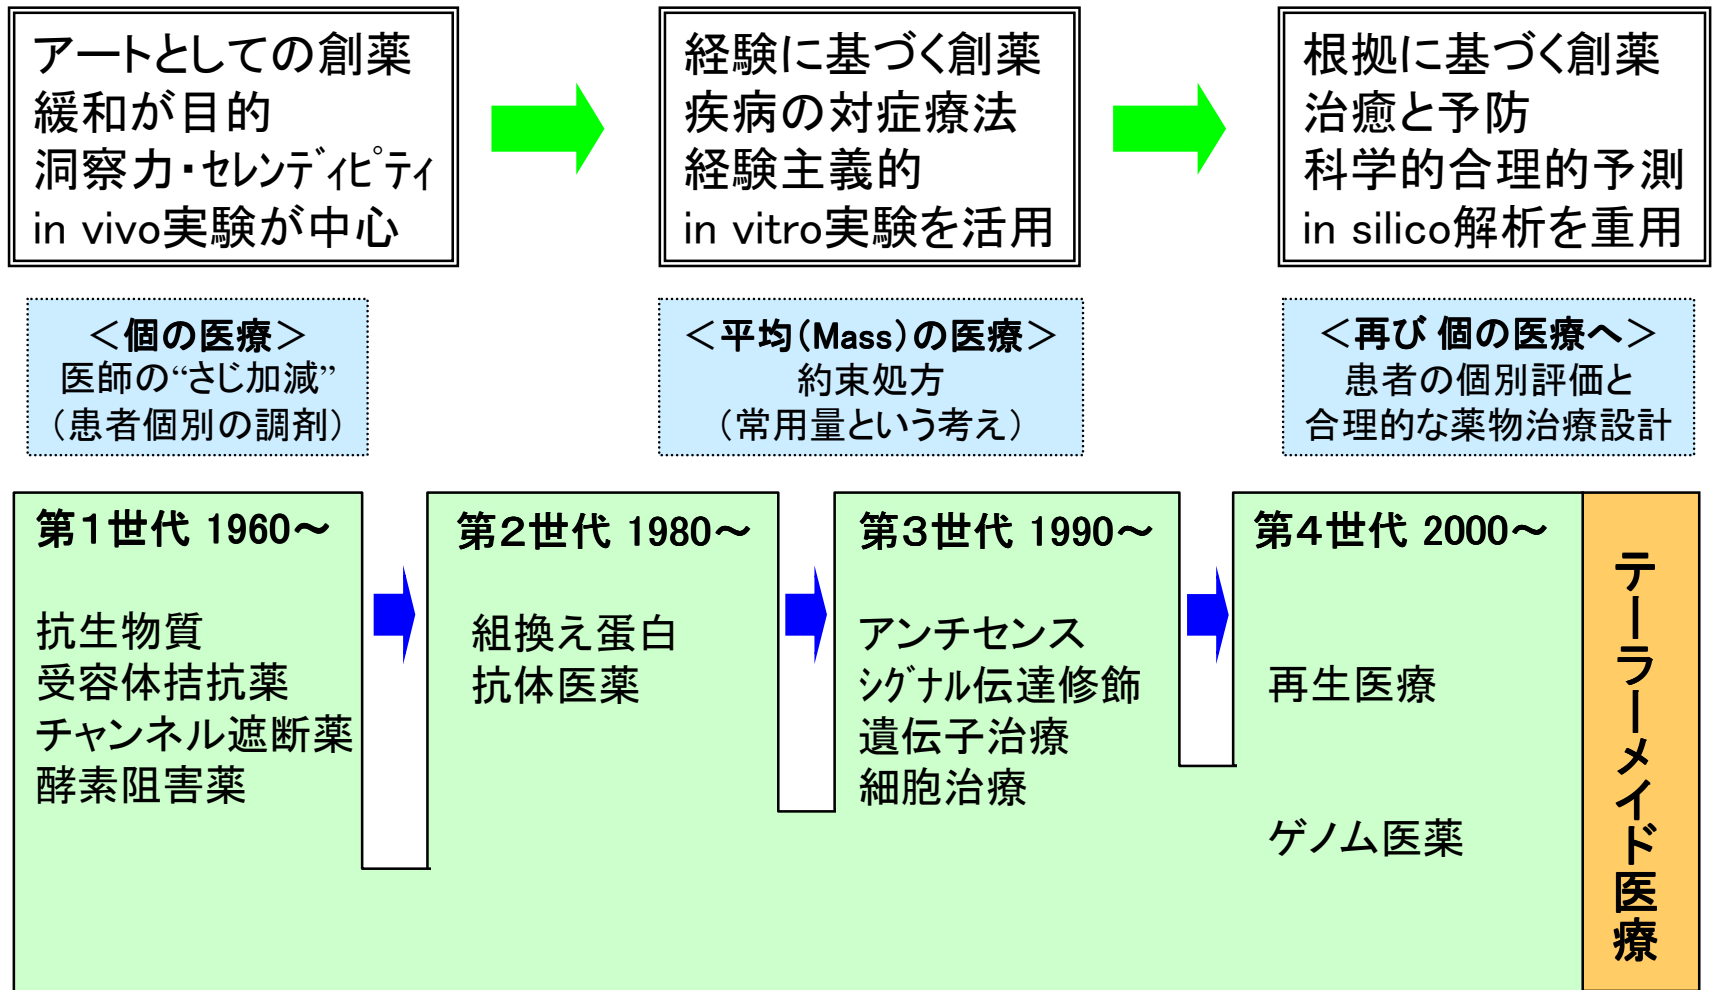 アートとしての創薬
緩和が目的
洞察力・ｾﾚﾝﾃﾞｨﾋﾟﾃｨ
in vivo実験が中心
経験に基づく創薬
疾病の対症療法
経験主義的
in vitro実験を活用
根拠に基づく創薬
治癒と予防
科学的合理的予測
in silico解析を重用
＜個の医療＞
医師の“さじ加減”
（患者個別の調剤）
＜平均（Mass）の医療＞
約束処方
（常用量という考え）
＜再び 個の医療へ＞
患者の個別評価と
合理的な薬物治療設計
第１世代 1960～
抗生物質
受容体拮抗薬
チャンネル遮断薬
酵素阻害薬
第２世代 1980～
組換え蛋白
抗体医薬
第３世代 1990～
アンチセンス
ｼｸﾞﾅﾙ伝達修飾
遺伝子治療
細胞治療
第４世代 2000～
再生医療
ゲノム医薬
テーラーメイド医療